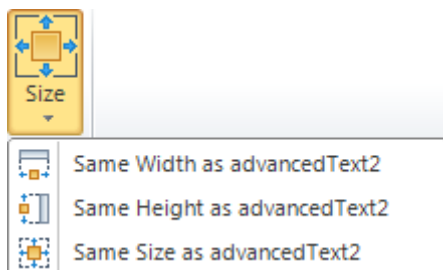 Size
Same Width as advancedText2
Same Height as advancedText2
Same Size as advancedText2